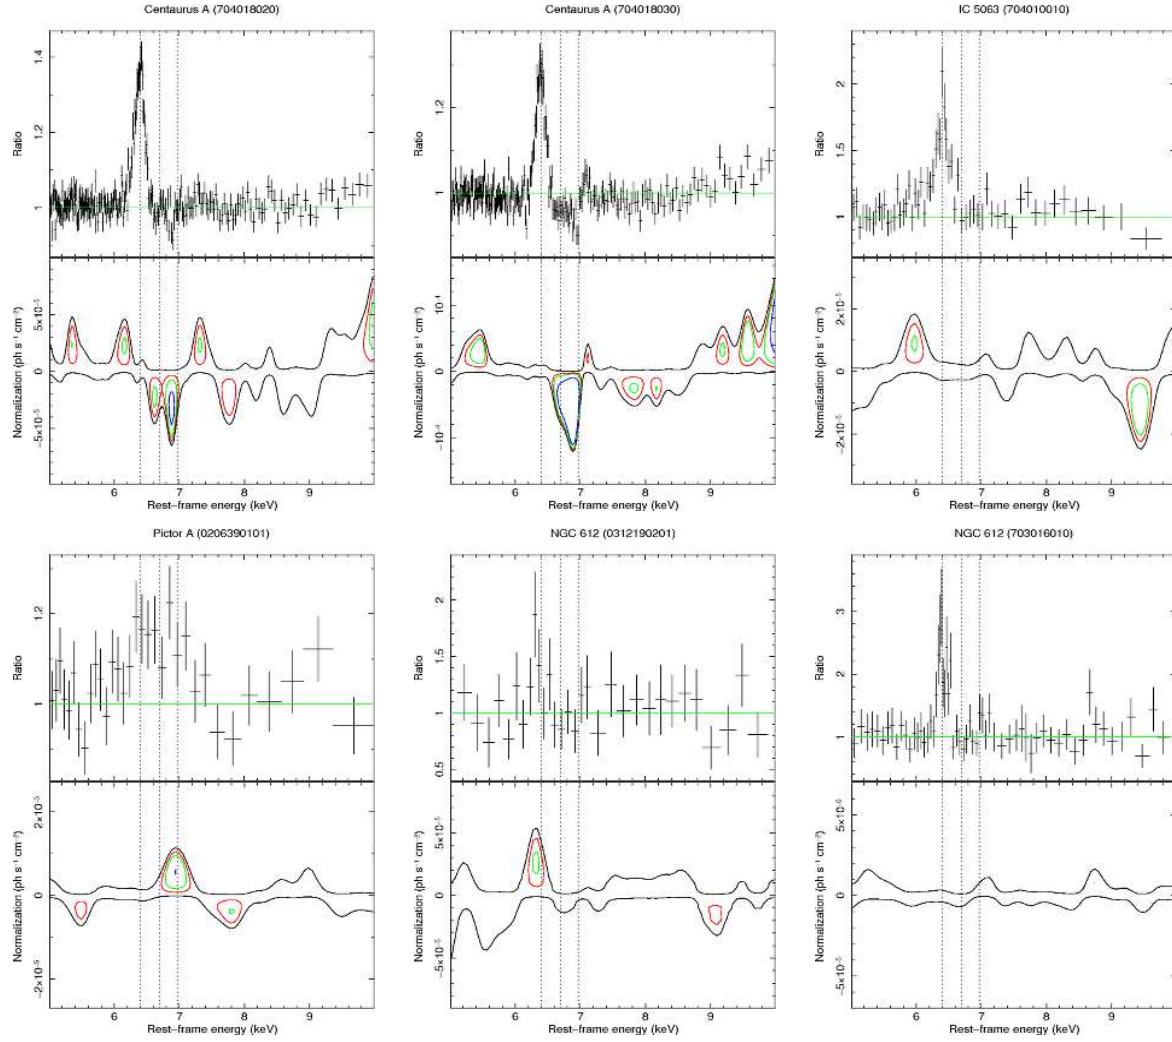 Centaurus A (704018020)
Centaurus A (704018030)
IC 5063 (704010010)
Ratio
1 1.2 1.4
Ratio
1 1.2
Ratio
1 1.5 2
Normalization (ph s⁻¹ cm⁻²)
−5×10⁻⁵ 0 5×10⁻⁵
Normalization (ph s⁻¹ cm⁻²)
−10⁻⁴ 0 10⁻⁴
Normalization (ph s⁻¹ cm⁻²)
−2×10⁻⁵ 0 2×10⁻⁵
6 7 8 9
6 7 8 9
6 7 8 9
Rest−frame energy (keV)
Rest−frame energy (keV)
Rest−frame energy (keV)
Pictor A (0206390101)
NGC 612 (0312190201)
NGC 612 (703016010)
Ratio
1 1.2
Ratio
0.5 1 1.5 2
Ratio
1 2 3
Normalization (ph s⁻¹ cm⁻²)
−2×10⁻⁵ 0 2×10⁻⁵
Normalization (ph s⁻¹ cm⁻²)
−5×10⁻⁵ 0 5×10⁻⁵
Normalization (ph s⁻¹ cm⁻²)
−5×10⁻⁵ 0 5×10⁻⁵
6 7 8 9
6 7 8 9
6 7 8 9
Rest−frame energy (keV)
Rest−frame energy (keV)
Rest−frame energy (keV)